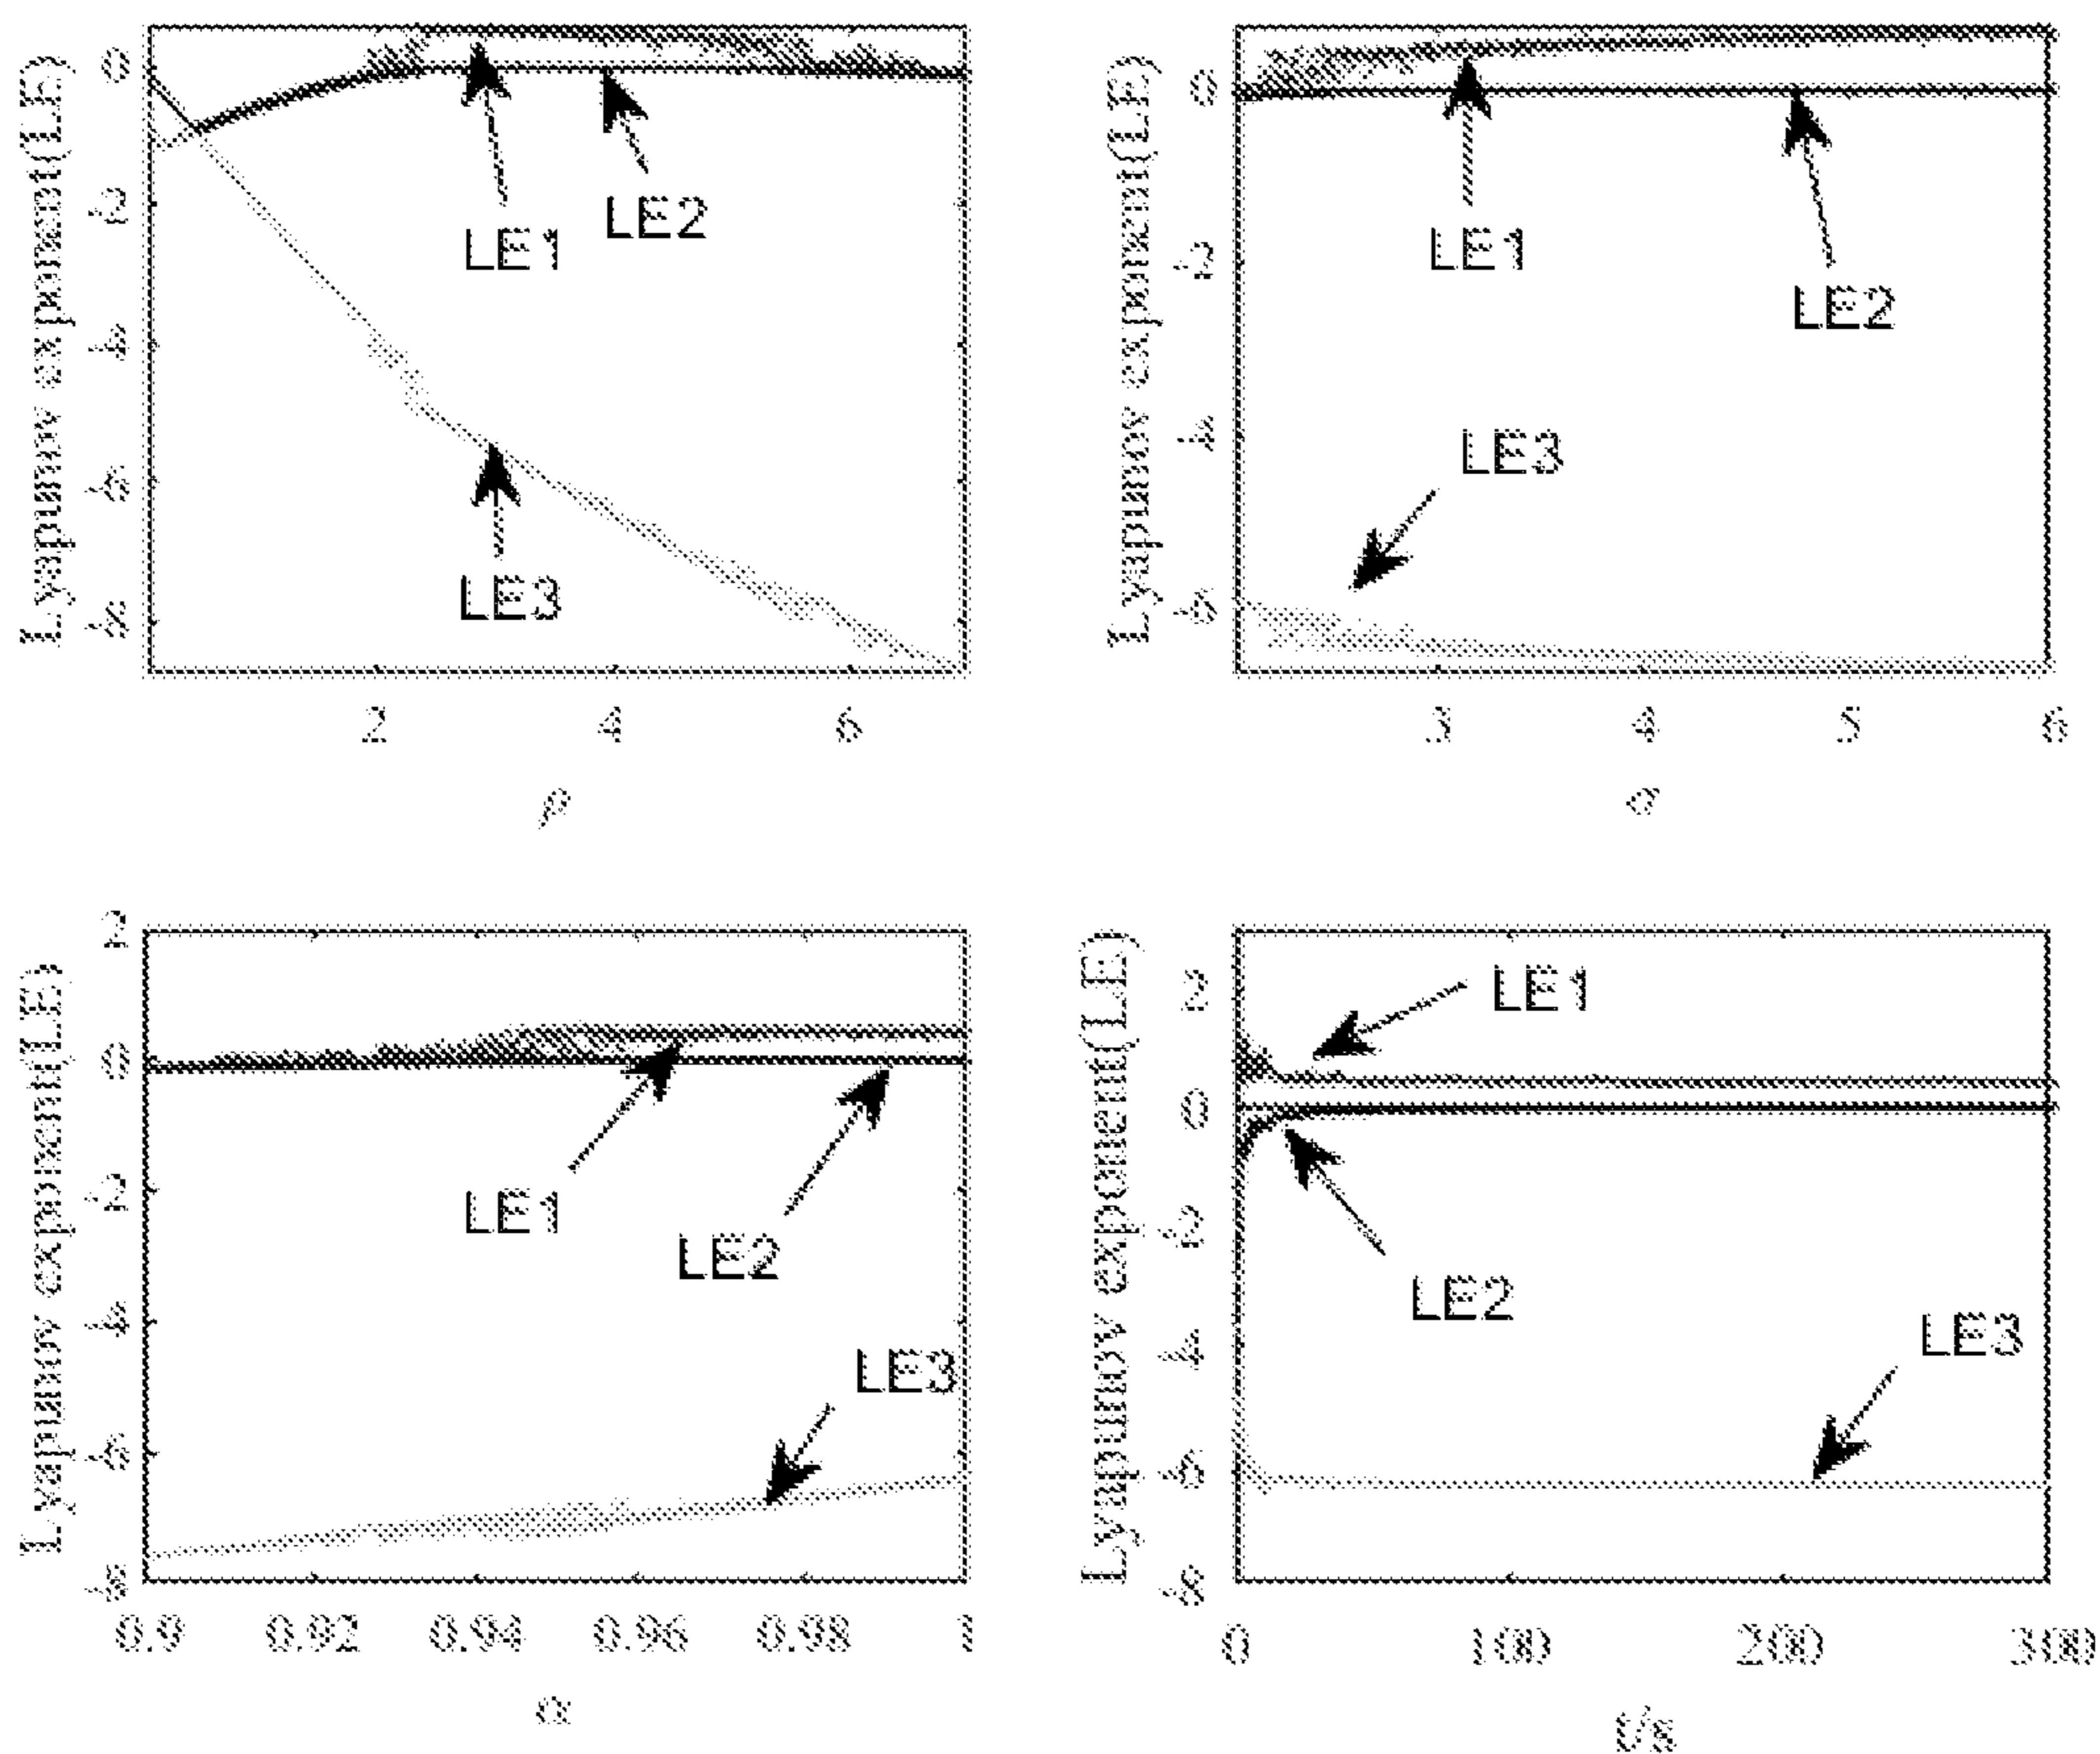 Lyapunov exponent(LE)
0
-2
-4
-6
-8
LE1
LE2
LE3
2 4 6
ρ
Lyapunov exponent(LE)
0
-2
-4
-6
LE1
LE2
LE3
3 4 5 6
σ
Lyapunov exponent(LE)
2
0
-2
-4
-6
-8
LE1
LE2
LE3
0.9 0.92 0.94 0.96 0.98 1
α
Lyapunov exponent(LE)
2
0
-2
-4
-6
-8
LE1
LE2
LE3
0 100 200 300
t/s